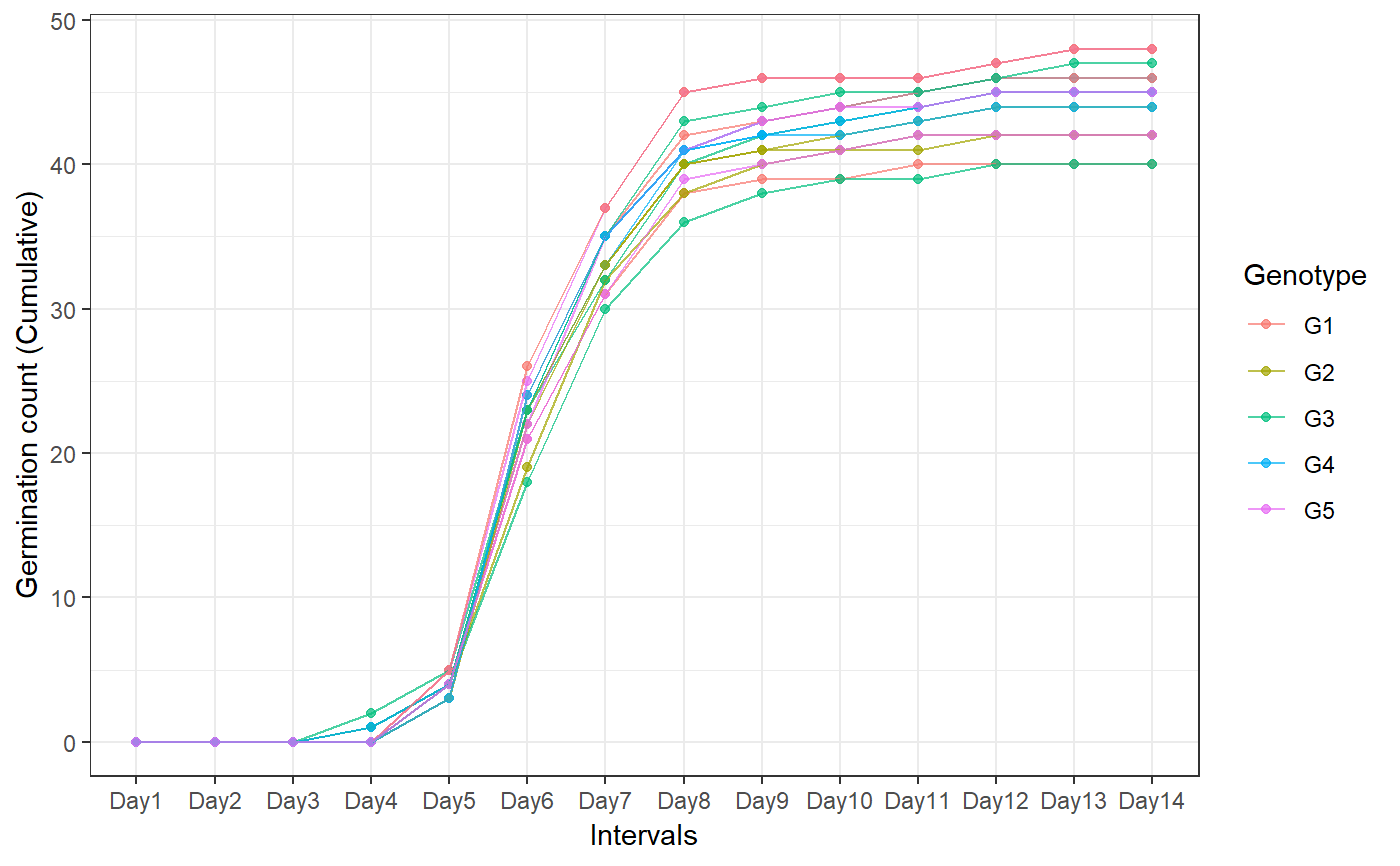 50
40
30
20
10
0
Germination count (Cumulative)
Day1 Day2 Day3 Day4 Day5 Day6 Day7 Day8 Day9 Day10 Day11 Day12 Day13 Day14
Intervals
Genotype
G1
G2
G3
G4
G5